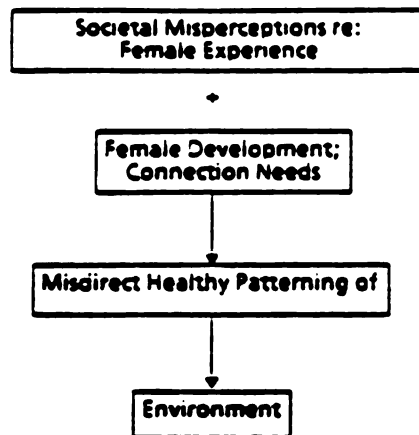 Societal Misperceptions re:
Female Experience
+
Female Development;
Connection Needs
Misdirect Healthy Patterning of
Environment